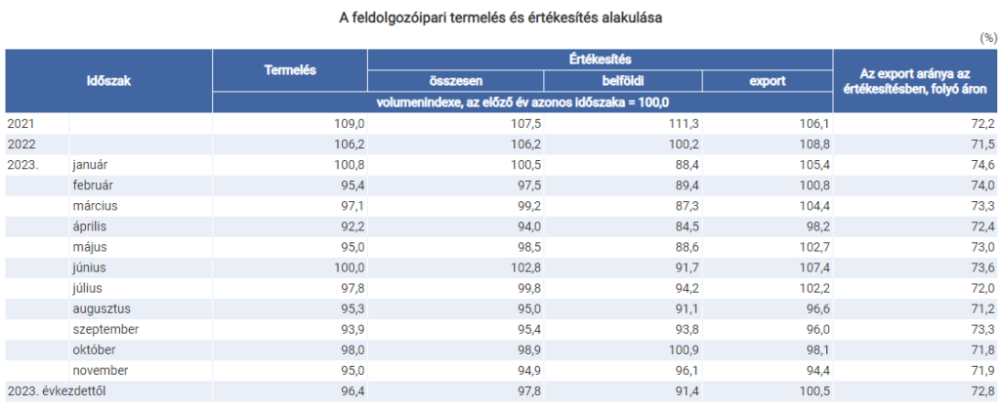 A feldolgozóipari termelés és értékesítés alakulása
(%)
Időszak Termelés Értékesítés Az export aránya az értékesítésben, folyó áron
összesen belföldi export
volumenindexe, az előző év azonos időszaka = 100,0
2021 109,0 107,5 111,3 106,1 72,2
2022 106,2 106,2 100,2 108,8 71,5
2023. január 100,8 100,5 88,4 105,4 74,6
február 95,4 97,5 89,4 100,8 74,0
március 97,1 99,2 87,3 104,4 73,3
április 92,2 94,0 84,5 98,2 72,4
május 95,0 98,5 88,6 102,7 73,0
június 100,0 102,8 91,7 107,4 73,6
július 97,8 99,8 94,2 102,2 72,0
augusztus 95,3 95,0 91,1 96,6 71,2
szeptember 93,9 95,4 93,8 96,0 73,3
október 98,0 98,9 100,9 98,1 71,8
november 95,0 94,9 96,1 94,4 71,9
2023. évkezdettől 96,4 97,8 91,4 100,5 72,8